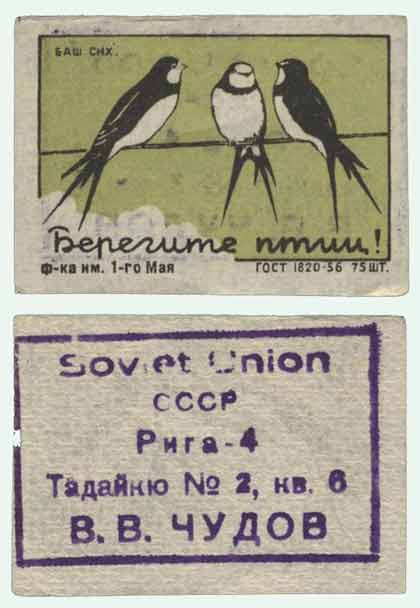 БАШ СНХ.
Берегите птиц!
ф-ка им. 1-го Мая
ГОСТ 1820-56 75 ШТ.
Soviet Union
СССР
Рига-4
Тадайкю № 2, кв. 6
В. В. ЧУДОВ